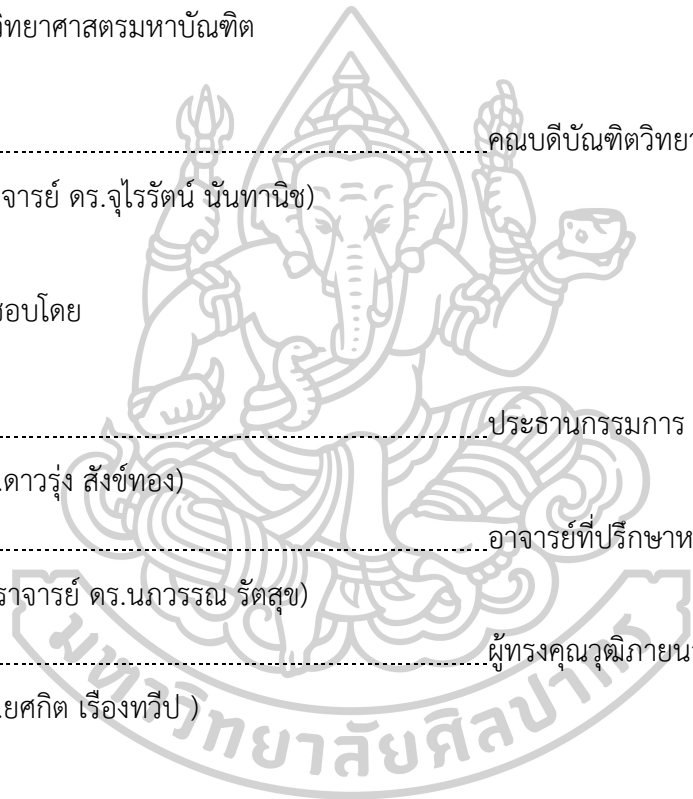 วิทยาศาสตรมหาบัณฑิต
คณบดีบัณฑิตวิทยา
จารย์ ดร.จุไรรัตน์ นันทานิช)
สอบโดย
ประธานกรรมการ
.ดาวรุ่ง สังข์ทอง)
อาจารย์ที่ปรึกษาห
ราจารย์ ดร.นภวรรณ รัตสุข)
ผู้ทรงคุณวุฒิภายน
.ยศกิต เรืองทวีป )
มหาวิทยาลัยศิลปากร